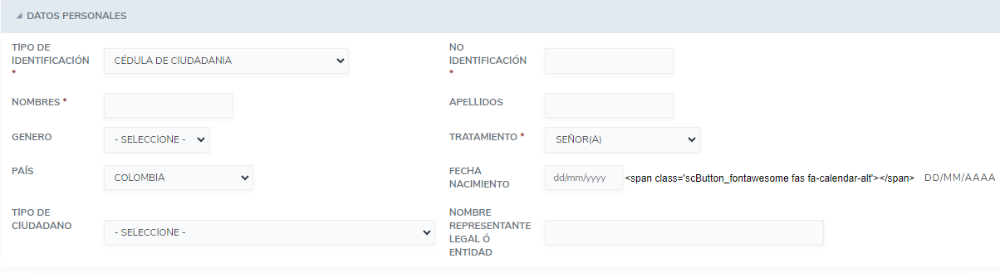 DATOS PERSONALES
TIPO DE
IDENTIFICACIÓN
*
CÉDULA DE CIUDADANIA
NO
IDENTIFICACIÓN
*
NOMBRES *
APELLIDOS
GENERO
- SELECCIONE -
TRATAMIENTO *
SEÑOR(A)
PAÍS
COLOMBIA
FECHA
NACIMIENTO
dd/mm/yyyy
<span class='scButton_fontawesome fas fa-calendar-alt'></span>
DD/MM/AAAA
TIPO DE
CIUDADANO
- SELECCIONE -
NOMBRE
REPRESENTANTE
LEGAL Ó
ENTIDAD